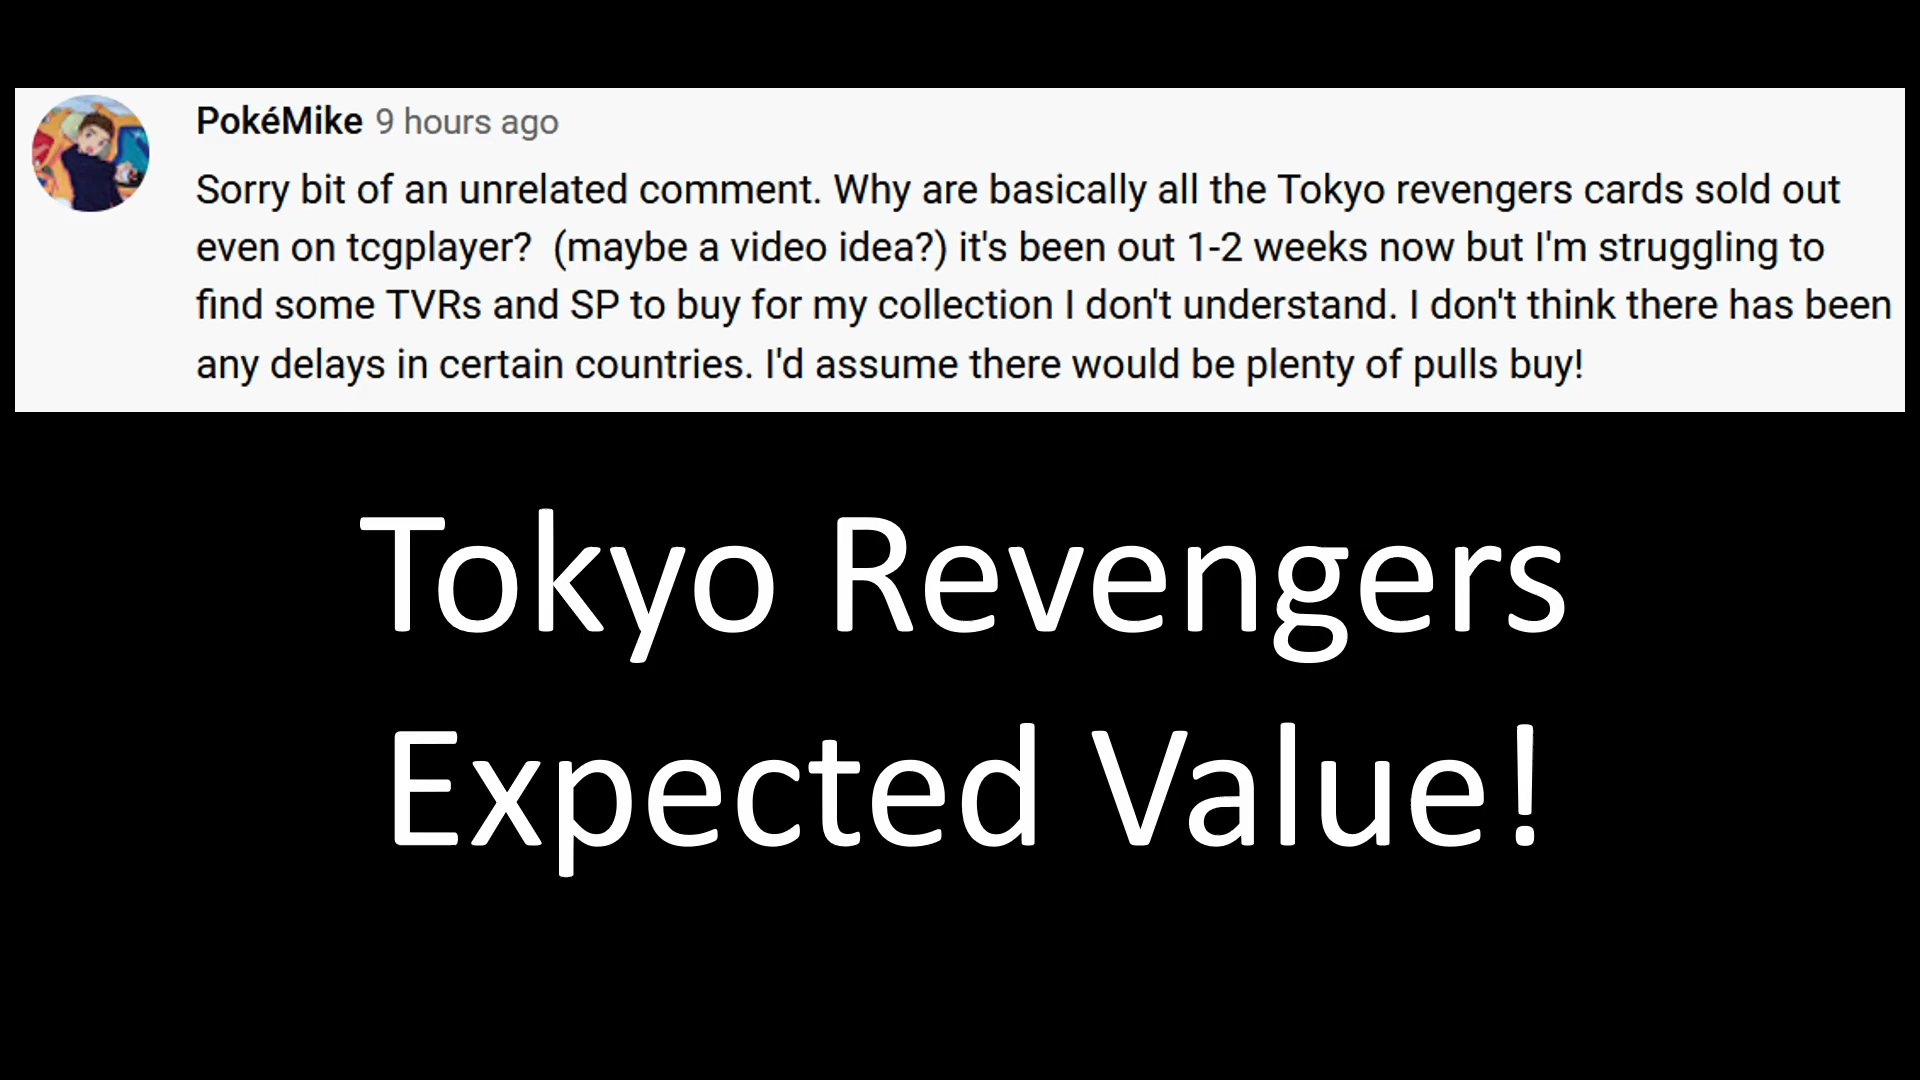 PokéMike 9 hours ago
Sorry bit of an unrelated comment. Why are basically all the Tokyo revengers cards sold out
even on tcgplayer?  (maybe a video idea?) it's been out 1-2 weeks now but I'm struggling to
find some TVRs and SP to buy for my collection I don't understand. I don't think there has been
any delays in certain countries. I'd assume there would be plenty of pulls buy!
Tokyo Revengers
Expected Value!